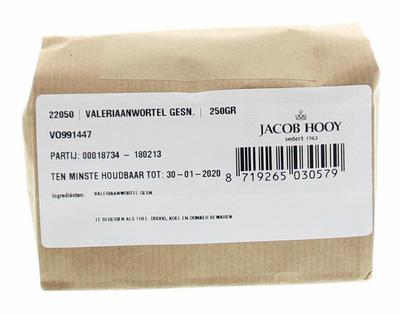 22050 | VALERIAANWORTEL GESN. | 250GR
VO991447
PARTIJ: 00018734 - 180213
TEN MINSTE HOUDBAAR TOT: 30-01-2020
Ingrediënten: VALERIAANWORTEL GESN.
TE BEREIDEN ALS THEE. DROOG, KOEL EN DONKER BEWAREN.
JACOB HOOY
sedert 1743
8 719265 030579